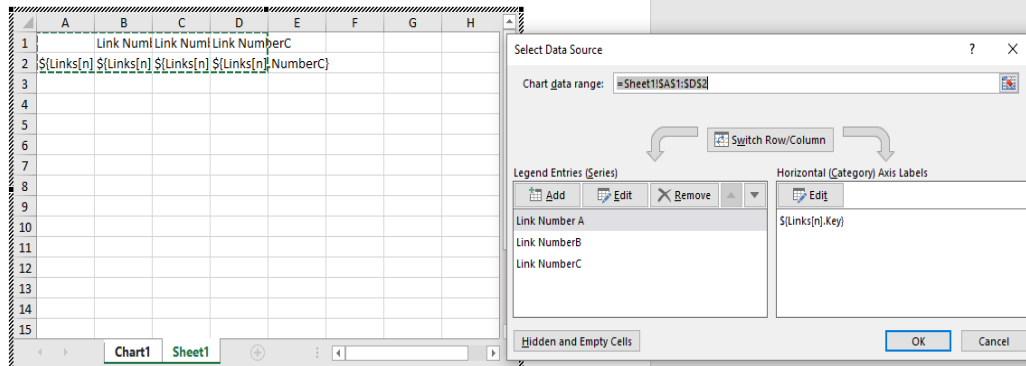 A B C D E F G H
1 Link Numl Link Numl Link NumberC
2 ${Links[n] ${Links[n] ${Links[n] ${Links[n].NumberC}
3
4
5
6
7
8
9
10
11
12
13
14
15
Chart1 Sheet1
Select Data Source ? X
Chart data range: =Sheet1!$A$1:$D$2
Switch Row/Column
Legend Entries (Series) Horizontal (Category) Axis Labels
Add Edit Remove Edit
Link Number A ${Links[n].Key}
Link NumberB
Link NumberC
Hidden and Empty Cells OK Cancel